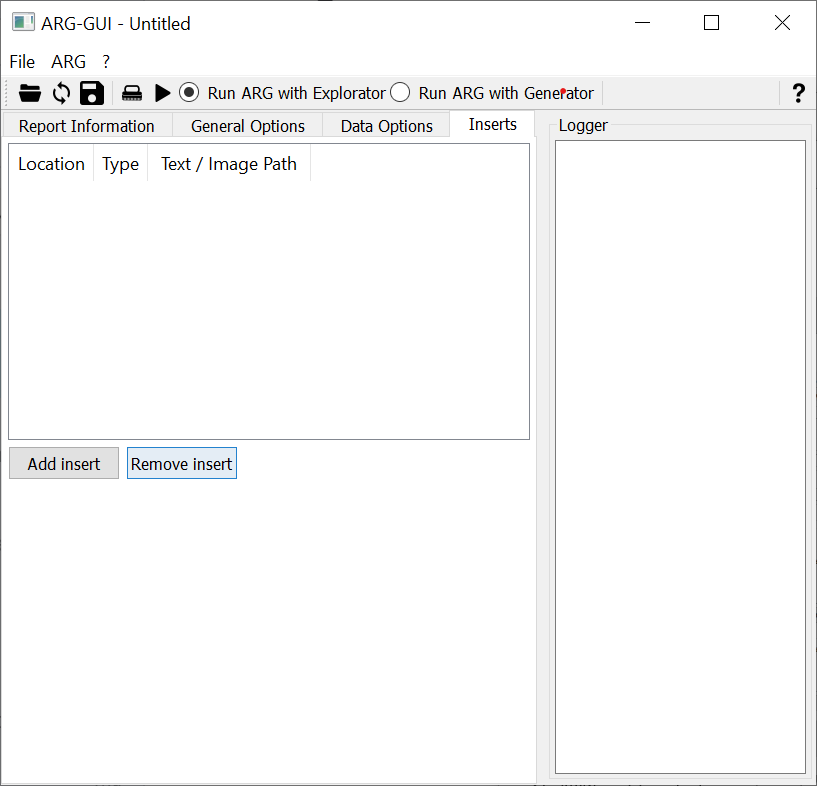 ARG-GUI - Untitled
File ARG ?
Run ARG with Explorator Run ARG with Generator ?
Report Information General Options Data Options Inserts Logger
Location Type Text / Image Path
Add insert Remove insert